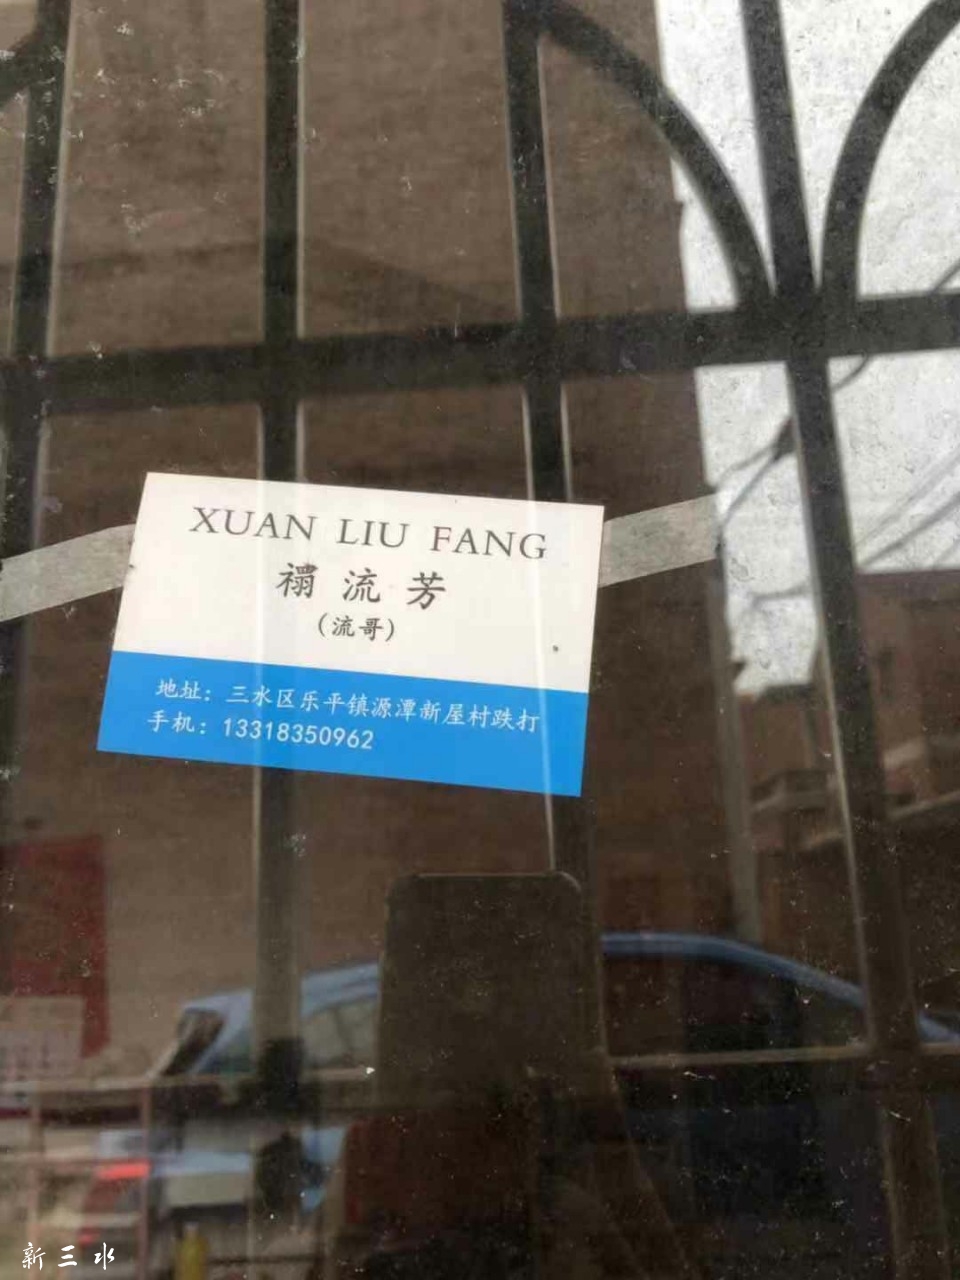 XUAN LIU FANG
禤流芳
(流哥)
地址：三水区乐平镇源潭新屋村跌打
手机：13318350962
新三水